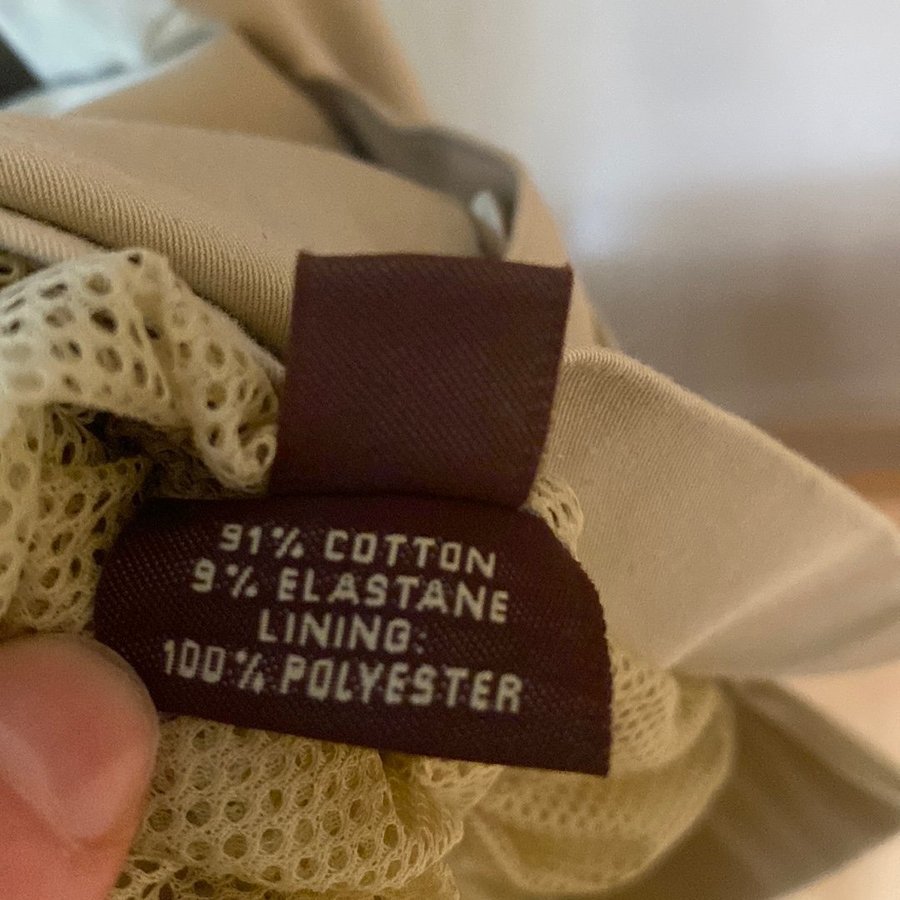 91% COTTON
9% ELASTANE
LINING:
100% POLYESTER